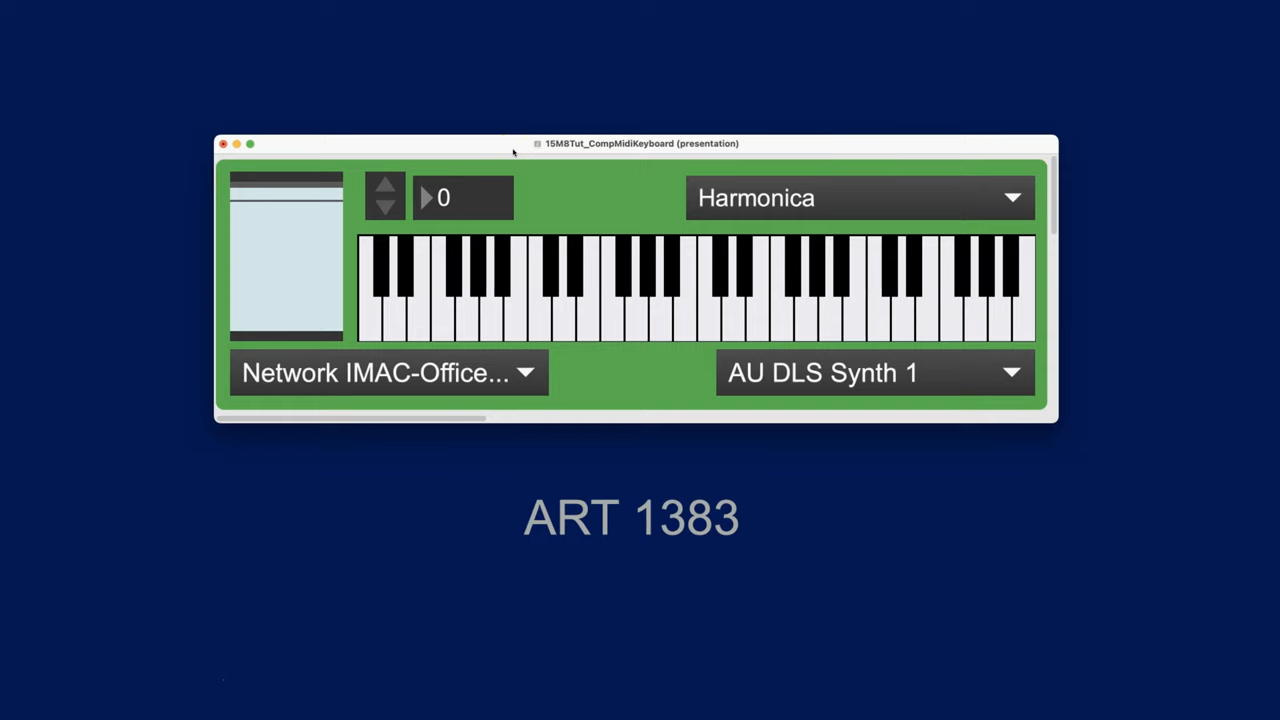 15M8Tut_CompMidiKeyboard (presentation)
0
Harmonica
Network IMAC-Office...
AU DLS Synth 1
ART 1383